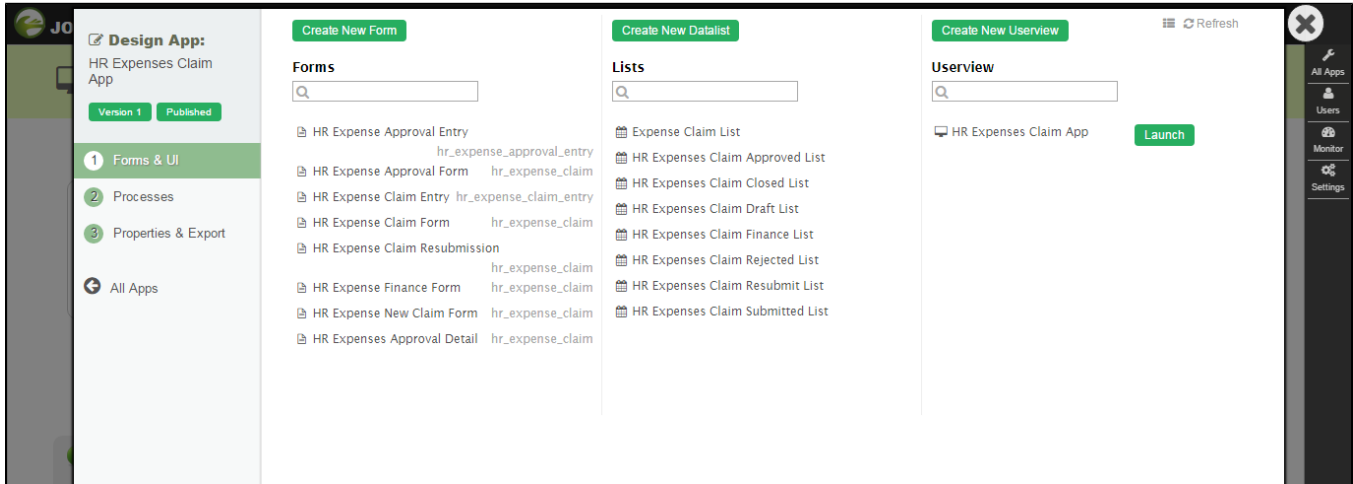 JO
Design App:
HR Expenses Claim
App
Version 1 Published
1 Forms & UI
2 Processes
3 Properties & Export
All Apps
Create New Form
Forms
HR Expense Approval Entry
hr_expense_approval_entry
HR Expense Approval Form hr_expense_claim
HR Expense Claim Entry hr_expense_claim_entry
HR Expense Claim Form hr_expense_claim
HR Expense Claim Resubmission
hr_expense_claim
HR Expense Finance Form hr_expense_claim
HR Expense New Claim Form hr_expense_claim
HR Expenses Approval Detail hr_expense_claim
Create New Datalist
Lists
Expense Claim List
HR Expenses Claim Approved List
HR Expenses Claim Closed List
HR Expenses Claim Draft List
HR Expenses Claim Finance List
HR Expenses Claim Rejected List
HR Expenses Claim Resubmit List
HR Expenses Claim Submitted List
Create New Userview
Refresh
Userview
HR Expenses Claim App Launch
All Apps
Users
Monitor
Settings